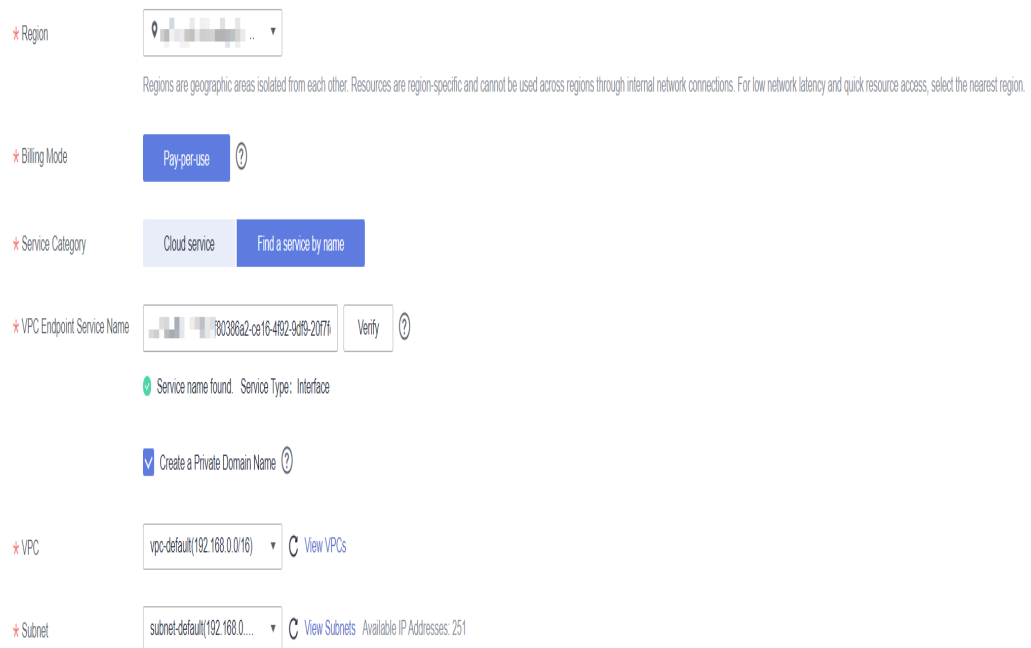 * Region
..
Regions are geographic areas isolated from each other. Resources are region-specific and cannot be used across regions through internal network connections. For low network latency and quick resource access, select the nearest region.
* Billing Mode Pay-per-use ?
* Service Category Cloud service Find a service by name
* VPC Endpoint Service Name f80386a2-ce16-4f92-9df9-20f7f Verify ?
Service name found. Service Type: Interface
Create a Private Domain Name ?
* VPC vpc-default(192.168.0.0/16) View VPCs
* Subnet subnet-default(192.168.0.... View Subnets Available IP Addresses: 251